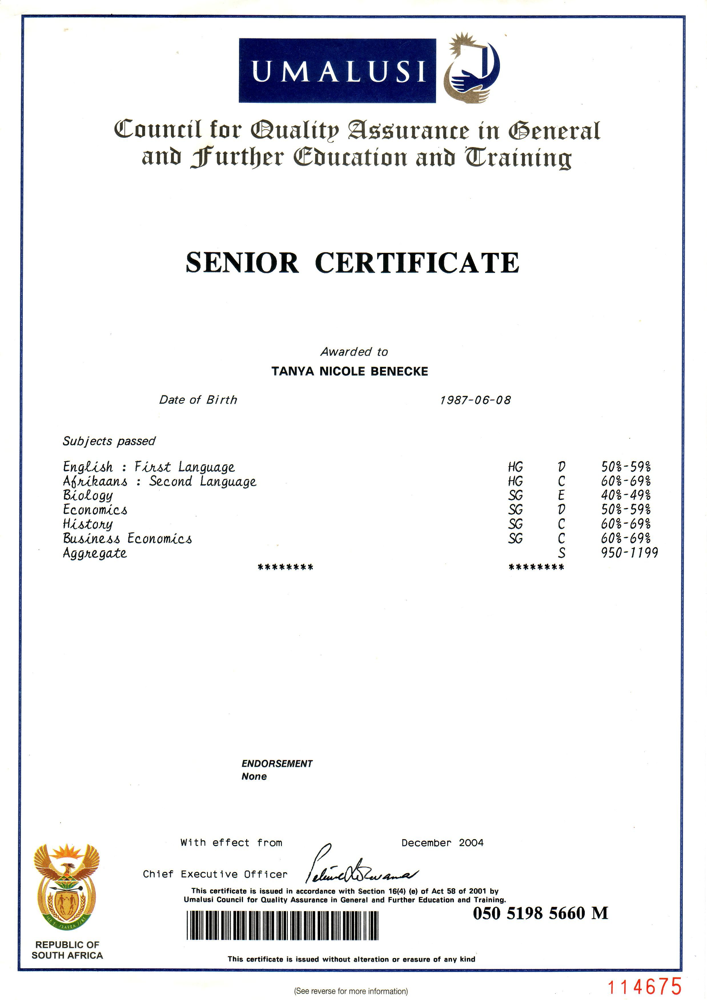 UMALUSI
Council for Quality Assurance in General
and Further Education and Training
SENIOR CERTIFICATE
Awarded to
TANYA NICOLE BENECKE
Date of Birth 1987-06-08
Subjects passed
English : First Language HG D 50%-59%
Afrikaans : Second Language HG C 60%-69%
Biology SG E 40%-49%
Economics SG D 50%-59%
History SG C 60%-69%
Business Economics SG C 60%-69%
Aggregate S 950-1199
******** ********
ENDORSEMENT
None
With effect from December 2004
Chief Executive Officer
This certificate is issued in accordance with Section 16(4) (e) of Act 58 of 2001 by
Umalusi Council for Quality Assurance in General and Further Education and Training.
050 5198 5660 M
REPUBLIC OF
SOUTH AFRICA
This certificate is issued without alteration or erasure of any kind
114675
(See reverse for more information)